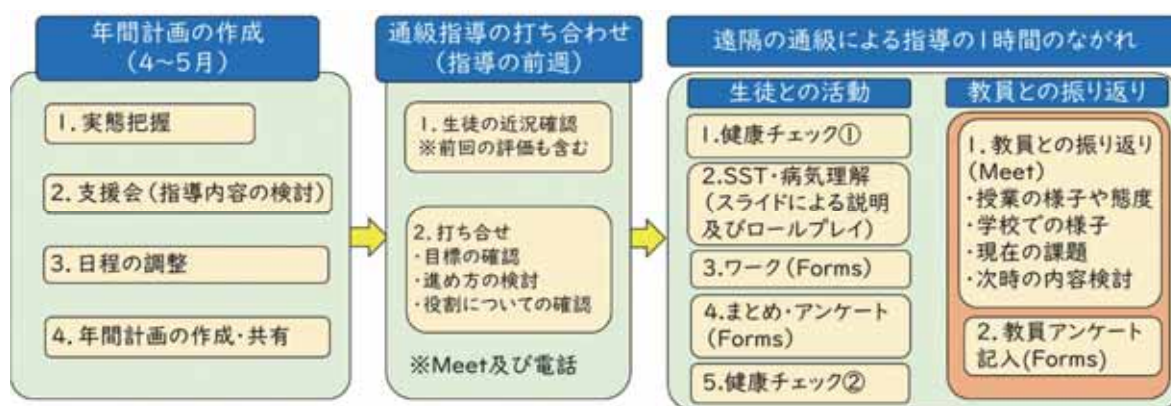 年間計画の作成
(4~5月)
1.実態把握
2.支援会(指導内容の検討)
3.日程の調整
4.年間計画の作成・共有
通級指導の打ち合わせ
(指導の前週)
1.生徒の近況確認
※前回の評価も含む
2.打ち合せ
・目標の確認
・進め方の検討
・役割についての確認
※Meet及び電話
遠隔の通級による指導の1時間のながれ
生徒との活動
1.健康チェック①
2.SST・病気理解
(スライドによる説明
及びロールプレイ)
3.ワーク(Forms)
4.まとめ・アンケート
(Forms)
5.健康チェック②
教員との振り返り
1.教員との振り返り
(Meet)
・授業の様子や態度
・学校での様子
・現在の課題
・次時の内容検討
2.教員アンケート
記入(Forms)